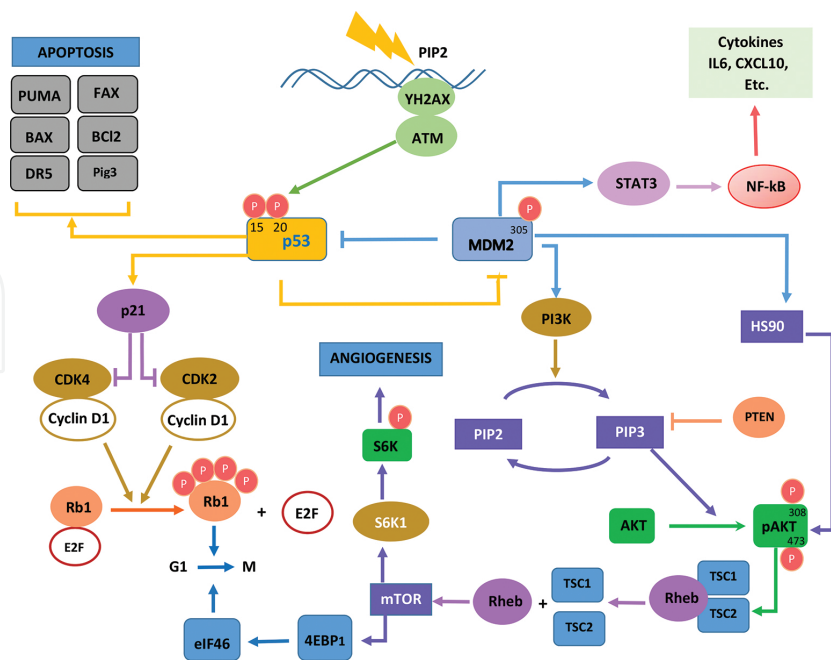 APOPTOSIS
PUMA
FAX
BAX
BCl2
DR5
Pig3
PIP2
YH2AX
ATM
Cytokines
IL6, CXCL10,
Etc.
STAT3
NF-kB
P
P
15
20
p53
P
305
MDM2
p21
PI3K
HS90
CDK4
CDK2
Cyclin D1
Cyclin D1
ANGIOGENESIS
P
S6K
PIP2
PIP3
PTEN
Rb1
E2F
P
P
P
P
Rb1
+
E2F
S6K1
AKT
P
308
pAKT
473
P
G1
M
mTOR
Rheb
+
TSC1
TSC2
Rheb
TSC1
TSC2
eIF46
4EBP1